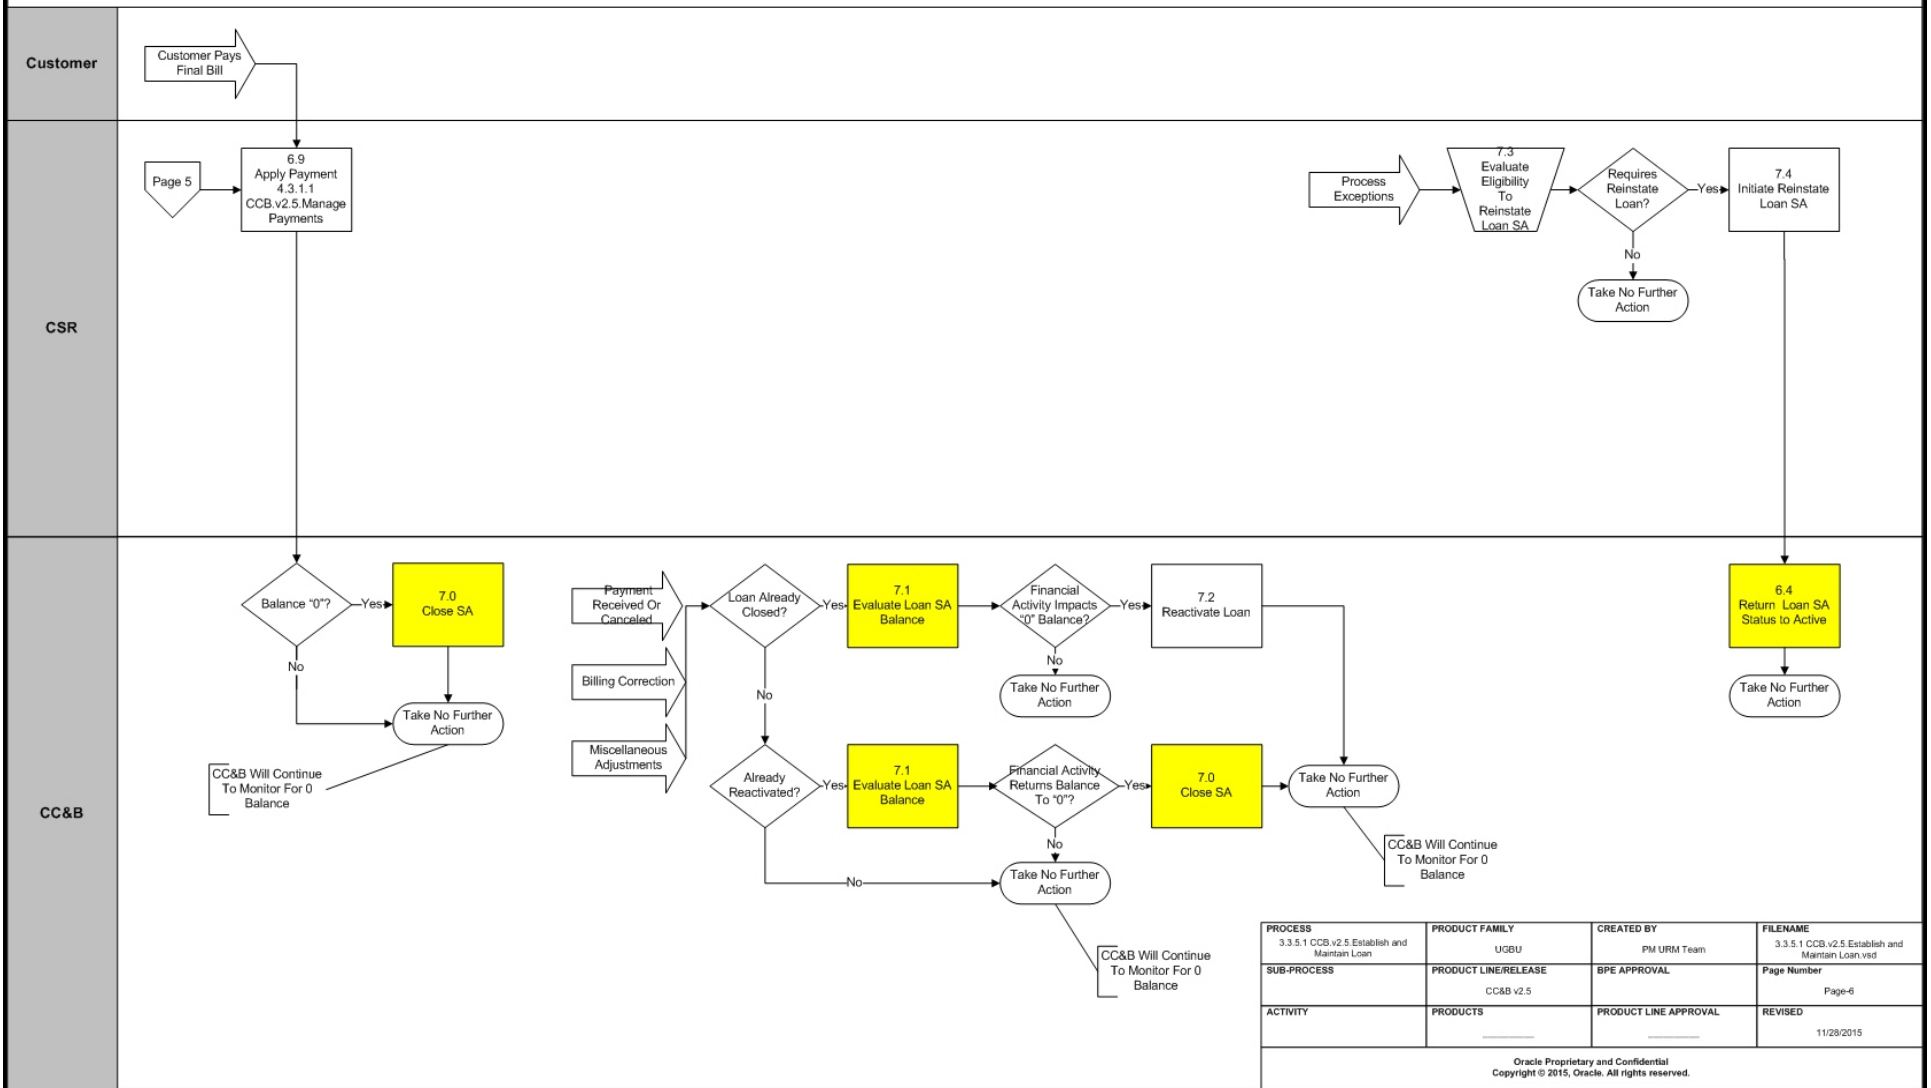 Customer
Customer Pays
Final Bill
CSR
Page 5
6.9
Apply Payment
4.3.1.1
CCB.v2.5.Manage
Payments
Process
Exceptions
7.3
Evaluate
Eligibility
To
Reinstate
Loan SA
Requires
Reinstate
Loan?
Yes
7.4
Initiate Reinstate
Loan SA
No
Take No Further
Action
CC&B
Balance “0”?
Yes
7.0
Close SA
No
Take No Further
Action
CC&B Will Continue
To Monitor For 0
Balance
Payment
Received Or
Canceled
Billing Correction
Miscellaneous
Adjustments
Loan Already
Closed?
Yes
7.1
Evaluate Loan SA
Balance
Financial
Activity Impacts
“0” Balance?
Yes
7.2
Reactivate Loan
No
Take No Further
Action
No
Already
Reactivated?
Yes
7.1
Evaluate Loan SA
Balance
Financial Activity
Returns Balance
To “0”?
Yes
7.0
Close SA
Take No Further
Action
CC&B Will Continue
To Monitor For 0
Balance
No
No
Take No Further
Action
CC&B Will Continue
To Monitor For 0
Balance
6.4
Return Loan SA
Status to Active
Take No Further
Action
PROCESS
3.3.5.1 CCB.v2.5.Establish and
Maintain Loan
PRODUCT FAMILY
UGBU
CREATED BY
PM URM Team
FILENAME
3.3.5.1 CCB.v2.5.Establish and
Maintain Loan.vsd
SUB-PROCESS
PRODUCT LINE/RELEASE
CC&B v2.5
BPE APPROVAL
Page Number
Page-6
ACTIVITY
PRODUCTS
PRODUCT LINE APPROVAL
REVISED
11/28/2015
Oracle Proprietary and Confidential
Copyright © 2015, Oracle. All rights reserved.